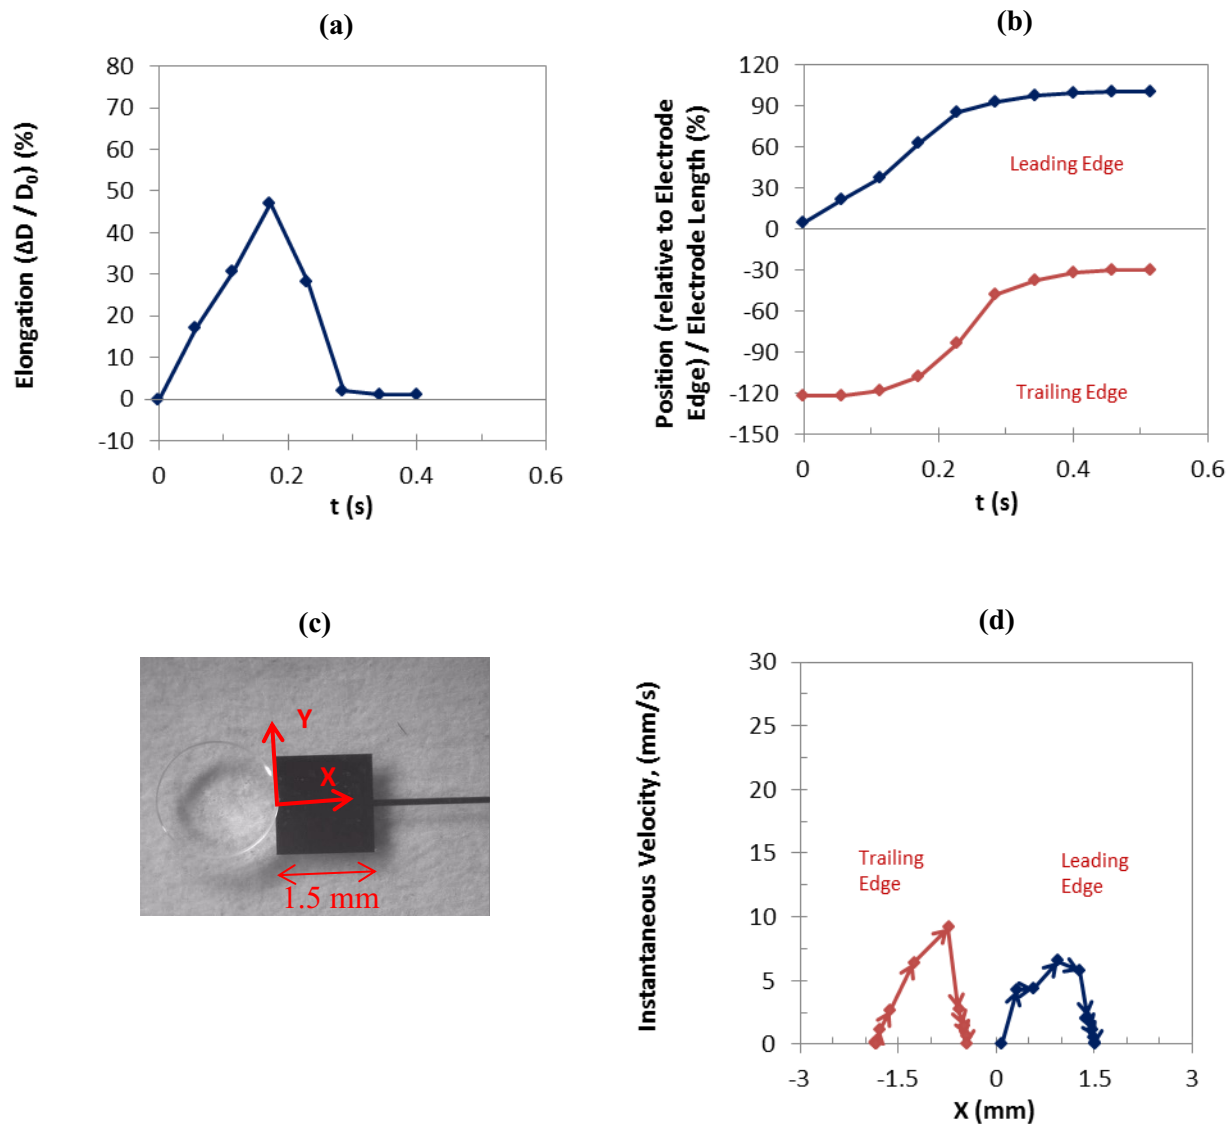 (a)
Elongation (ΔD / D₀) (%)
80
70
60
50
40
30
20
10
0
-10
0
0.2
0.4
0.6
t (s)
(b)
Position (relative to Electrode
Edge) / Electrode Length (%)
120
90
60
30
0
-30
-60
-90
-120
-150
Leading Edge
Trailing Edge
0
0.2
0.4
0.6
t (s)
(c)
Y
X
1.5 mm
(d)
Instantaneous Velocity, (mm/s)
30
25
20
15
10
5
0
Trailing
Edge
Leading
Edge
-3
-1.5
0
1.5
3
X (mm)